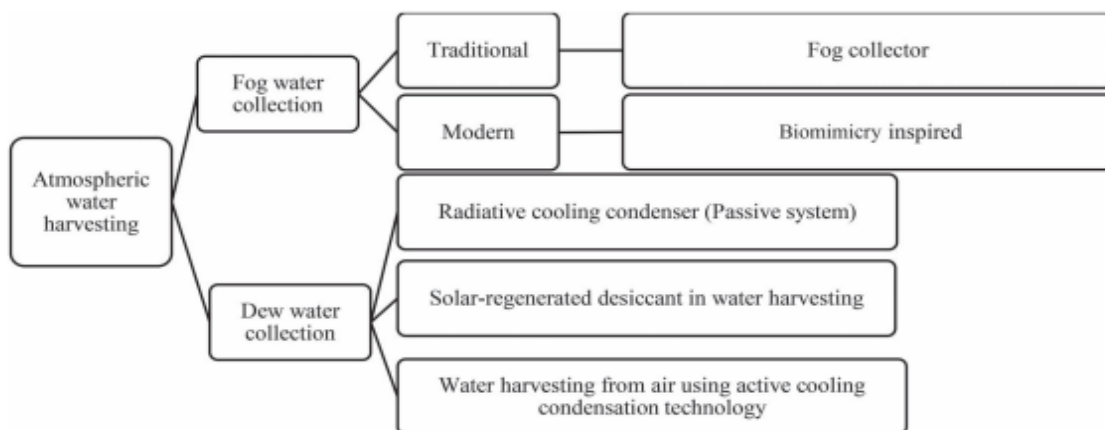 Atmospheric
water
harvesting
Fog water
collection
Traditional
Fog collector
Modern
Biomimicry inspired
Dew water
collection
Radiative cooling condenser (Passive system)
Solar-regenerated desiccant in water harvesting
Water harvesting from air using active cooling
condensation technology